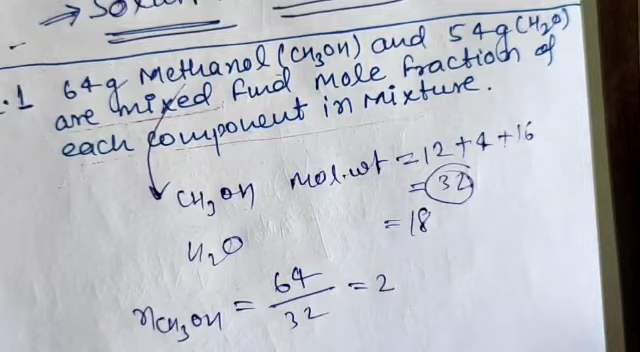 → Solut
.1 64g Methanol (CH3OH) and 54g (H2O)
are mixed find mole fraction of
each component in mixture.
CH3OH mol.wt = 12+4+16
= 32
H2O = 18
nCH3OH = 64/32 = 2